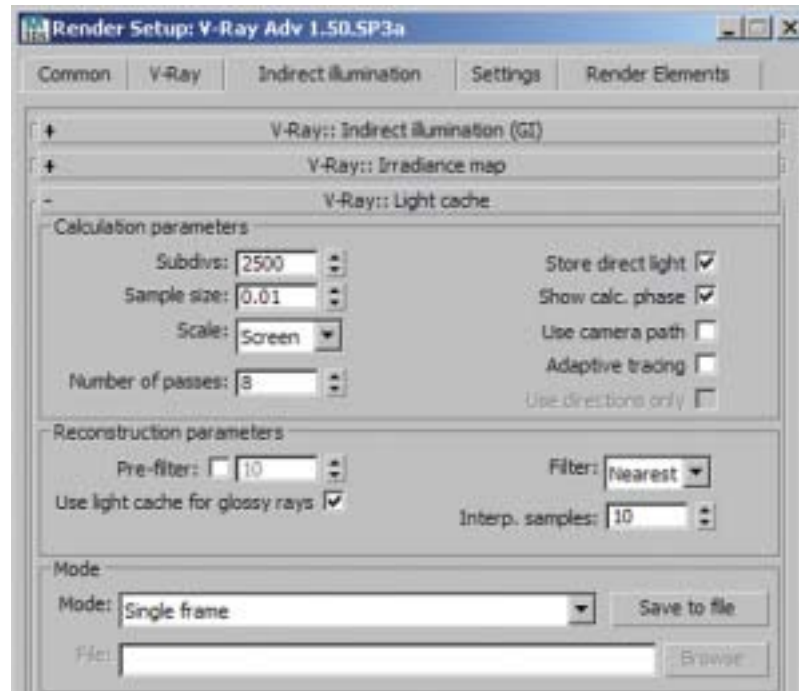 Render Setup: V-Ray Adv 1.50.SP3a
Common V-Ray Indirect illumination Settings Render Elements
+ V-Ray:: Indirect illumination (GI)
+ V-Ray:: Irradiance map
- V-Ray:: Light cache
Calculation parameters
Subdivs: 2500 Store direct light
Sample size: 0.01 Show calc. phase
Scale: Screen Use camera path
Adaptive tracing
Number of passes: 8
Use directions only
Reconstruction parameters
Pre-filter: 10 Filter: Nearest
Use light cache for glossy rays
Interp. samples: 10
Mode
Mode: Single frame Save to file
File: Browse